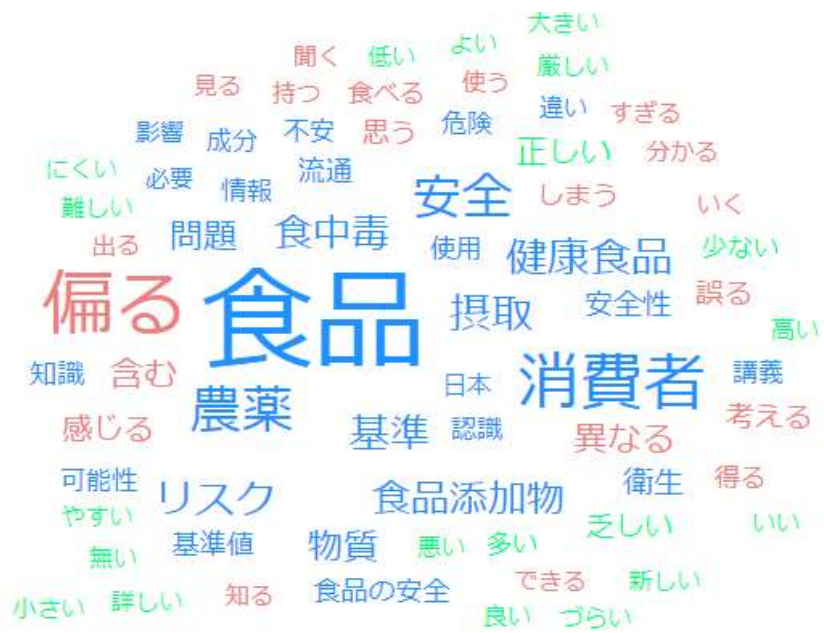 大きい
聞く 低い よい
厳しい
見る 持つ 食べる 使う
違い すぎる
影響 成分 不安 思う 危険
正しい 分かる
にくい 必要 情報 流通
安全 しまう いく
難しい
出る 問題 食中毒 使用 健康食品 少ない
偏る 食品 摂取 安全性 誤る
高い
知識 含む 日本 消費者 講義
農薬
感じる 基準 認識 異なる 考える
可能性 リスク 食品添加物 衛生 得る
やすい 乏しい いい
無い 基準値 物質 悪い 多い
小さい 詳しい 知る 食品の安全 できる 新しい
良い づらい